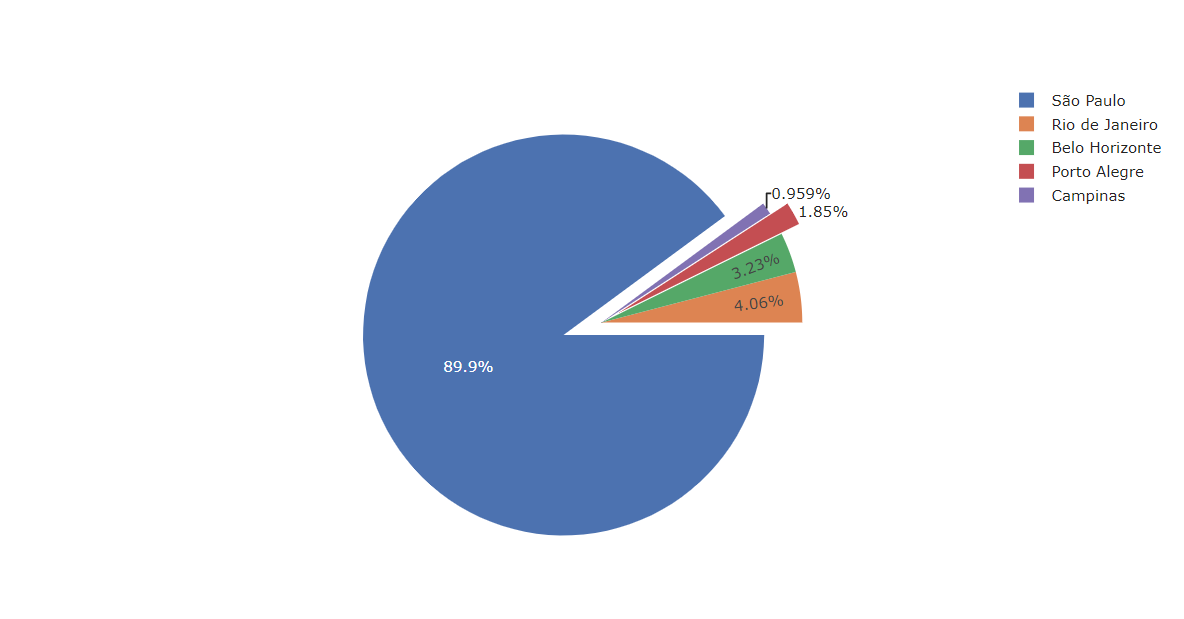 São Paulo
Rio de Janeiro
Belo Horizonte
Porto Alegre
Campinas
0.959%
1.85%
3.23%
4.06%
89.9%